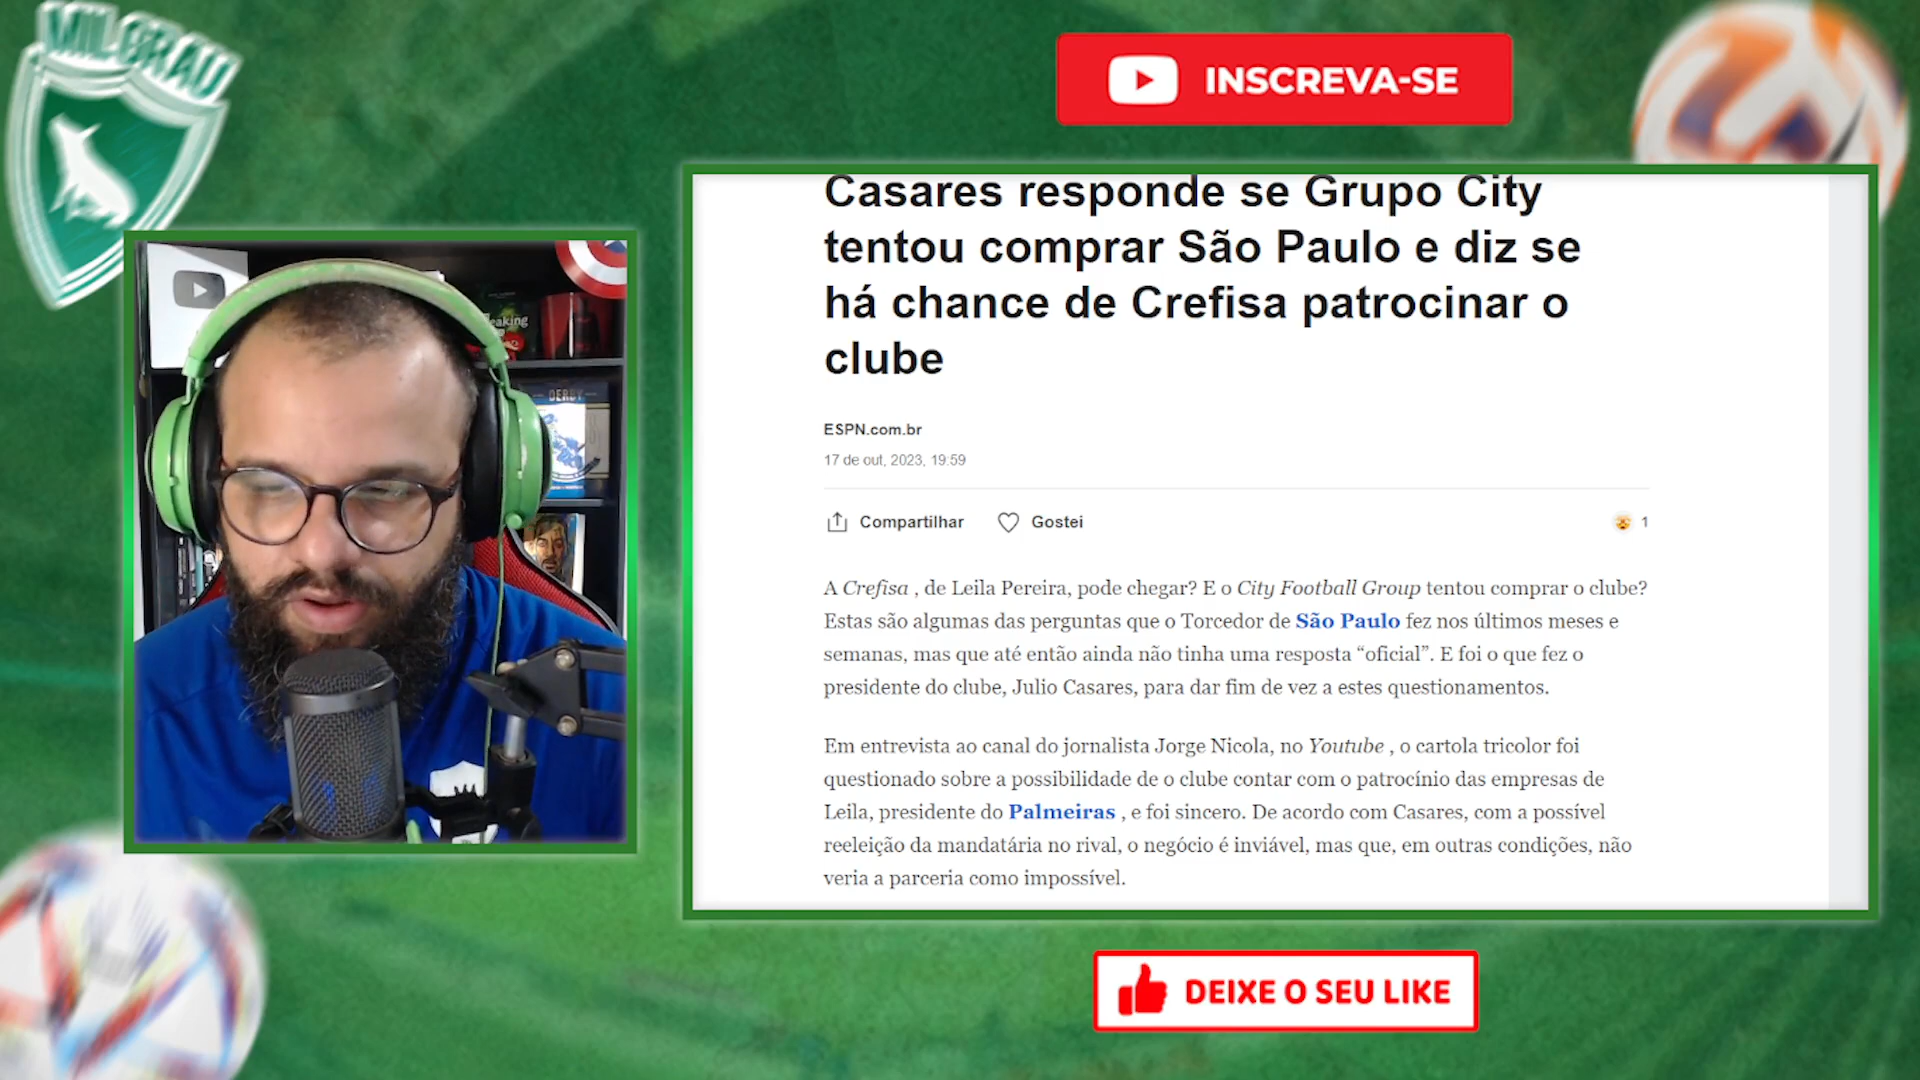 MILGRAU
INSCREVA-SE
Casares responde se Grupo City
tentou comprar São Paulo e diz se
há chance de Crefisa patrocinar o
clube
ESPN.com.br
17 de out, 2023, 19:59
Compartilhar
Gostei
1
A Crefisa , de Leila Pereira, pode chegar? E o City Football Group tentou comprar o clube?
Estas são algumas das perguntas que o Torcedor de São Paulo fez nos últimos meses e
semanas, mas que até então ainda não tinha uma resposta “oficial”. E foi o que fez o
presidente do clube, Julio Casares, para dar fim de vez a estes questionamentos.
Em entrevista ao canal do jornalista Jorge Nicola, no Youtube , o cartola tricolor foi
questionado sobre a possibilidade de o clube contar com o patrocínio das empresas de
Leila, presidente do Palmeiras , e foi sincero. De acordo com Casares, com a possível
reeleição da mandatária no rival, o negócio é inviável, mas que, em outras condições, não
veria a parceria como impossível.
eaking
DERBY
DEIXE O SEU LIKE